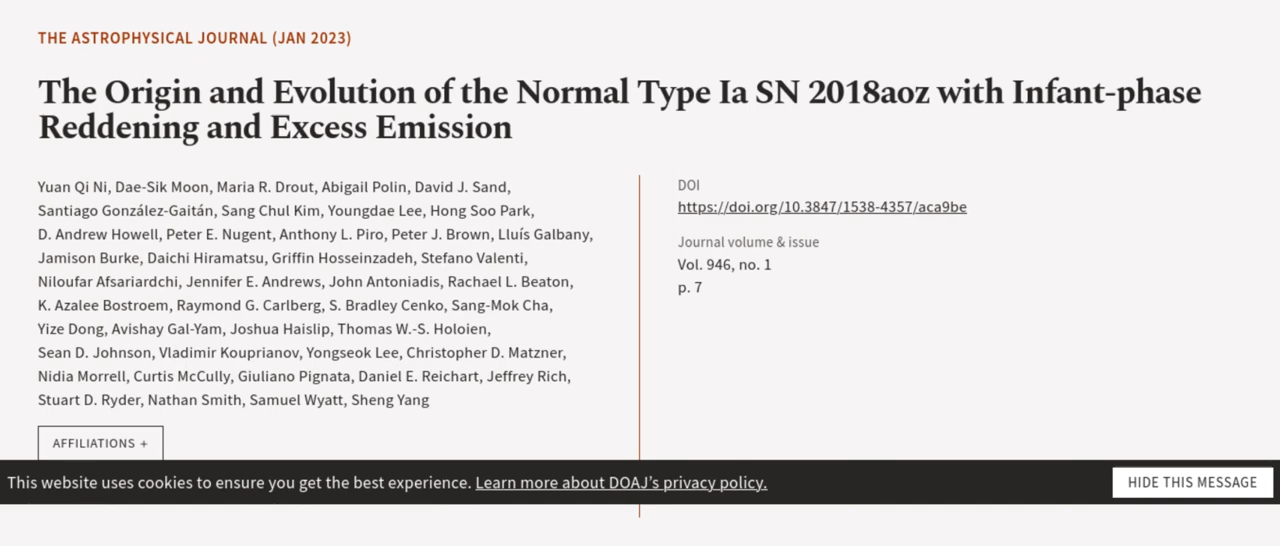 THE ASTROPHYSICAL JOURNAL (JAN 2023)
The Origin and Evolution of the Normal Type Ia SN 2018aoz with Infant-phase
Reddening and Excess Emission
Yuan Qi Ni, Dae-Sik Moon, Maria R. Drout, Abigail Polin, David J. Sand,
Santiago González-Gaitán, Sang Chul Kim, Youngdae Lee, Hong Soo Park,
D. Andrew Howell, Peter E. Nugent, Anthony L. Piro, Peter J. Brown, Lluís Galbany,
Jamison Burke, Daichi Hiramatsu, Griffin Hosseinzadeh, Stefano Valenti,
Niloufar Afsariardchi, Jennifer E. Andrews, John Antoniadis, Rachael L. Beaton,
K. Azalee Bostroem, Raymond G. Carlberg, S. Bradley Cenko, Sang-Mok Cha,
Yize Dong, Avishay Gal-Yam, Joshua Haislip, Thomas W.-S. Holoien,
Sean D. Johnson, Vladimir Kouprianov, Yongseok Lee, Christopher D. Matzner,
Nidia Morrell, Curtis McCully, Giuliano Pignata, Daniel E. Reichart, Jeffrey Rich,
Stuart D. Ryder, Nathan Smith, Samuel Wyatt, Sheng Yang
AFFILIATIONS +
DOI
https://doi.org/10.3847/1538-4357/aca9be
Journal volume & issue
Vol. 946, no. 1
p. 7
This website uses cookies to ensure you get the best experience. Learn more about DOAJ’s privacy policy.
HIDE THIS MESSAGE